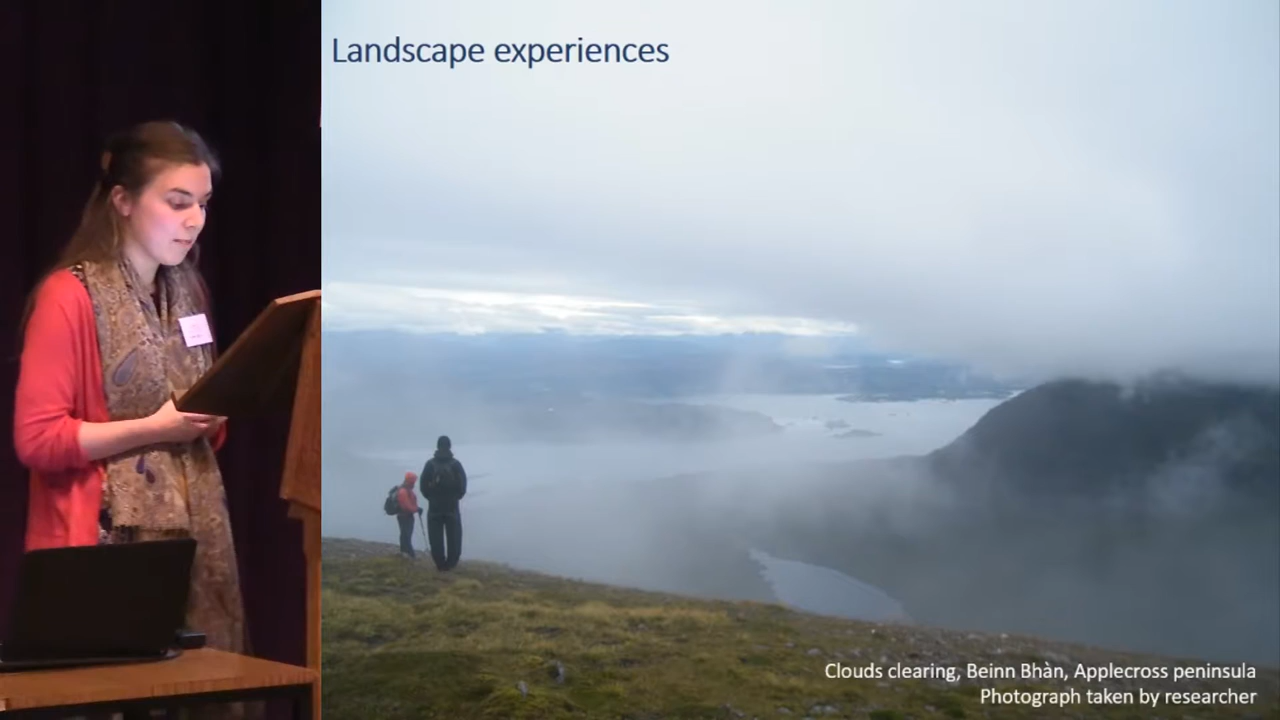 Landscape experiences
Clouds clearing, Beinn Bhàn, Applecross peninsula
Photograph taken by researcher